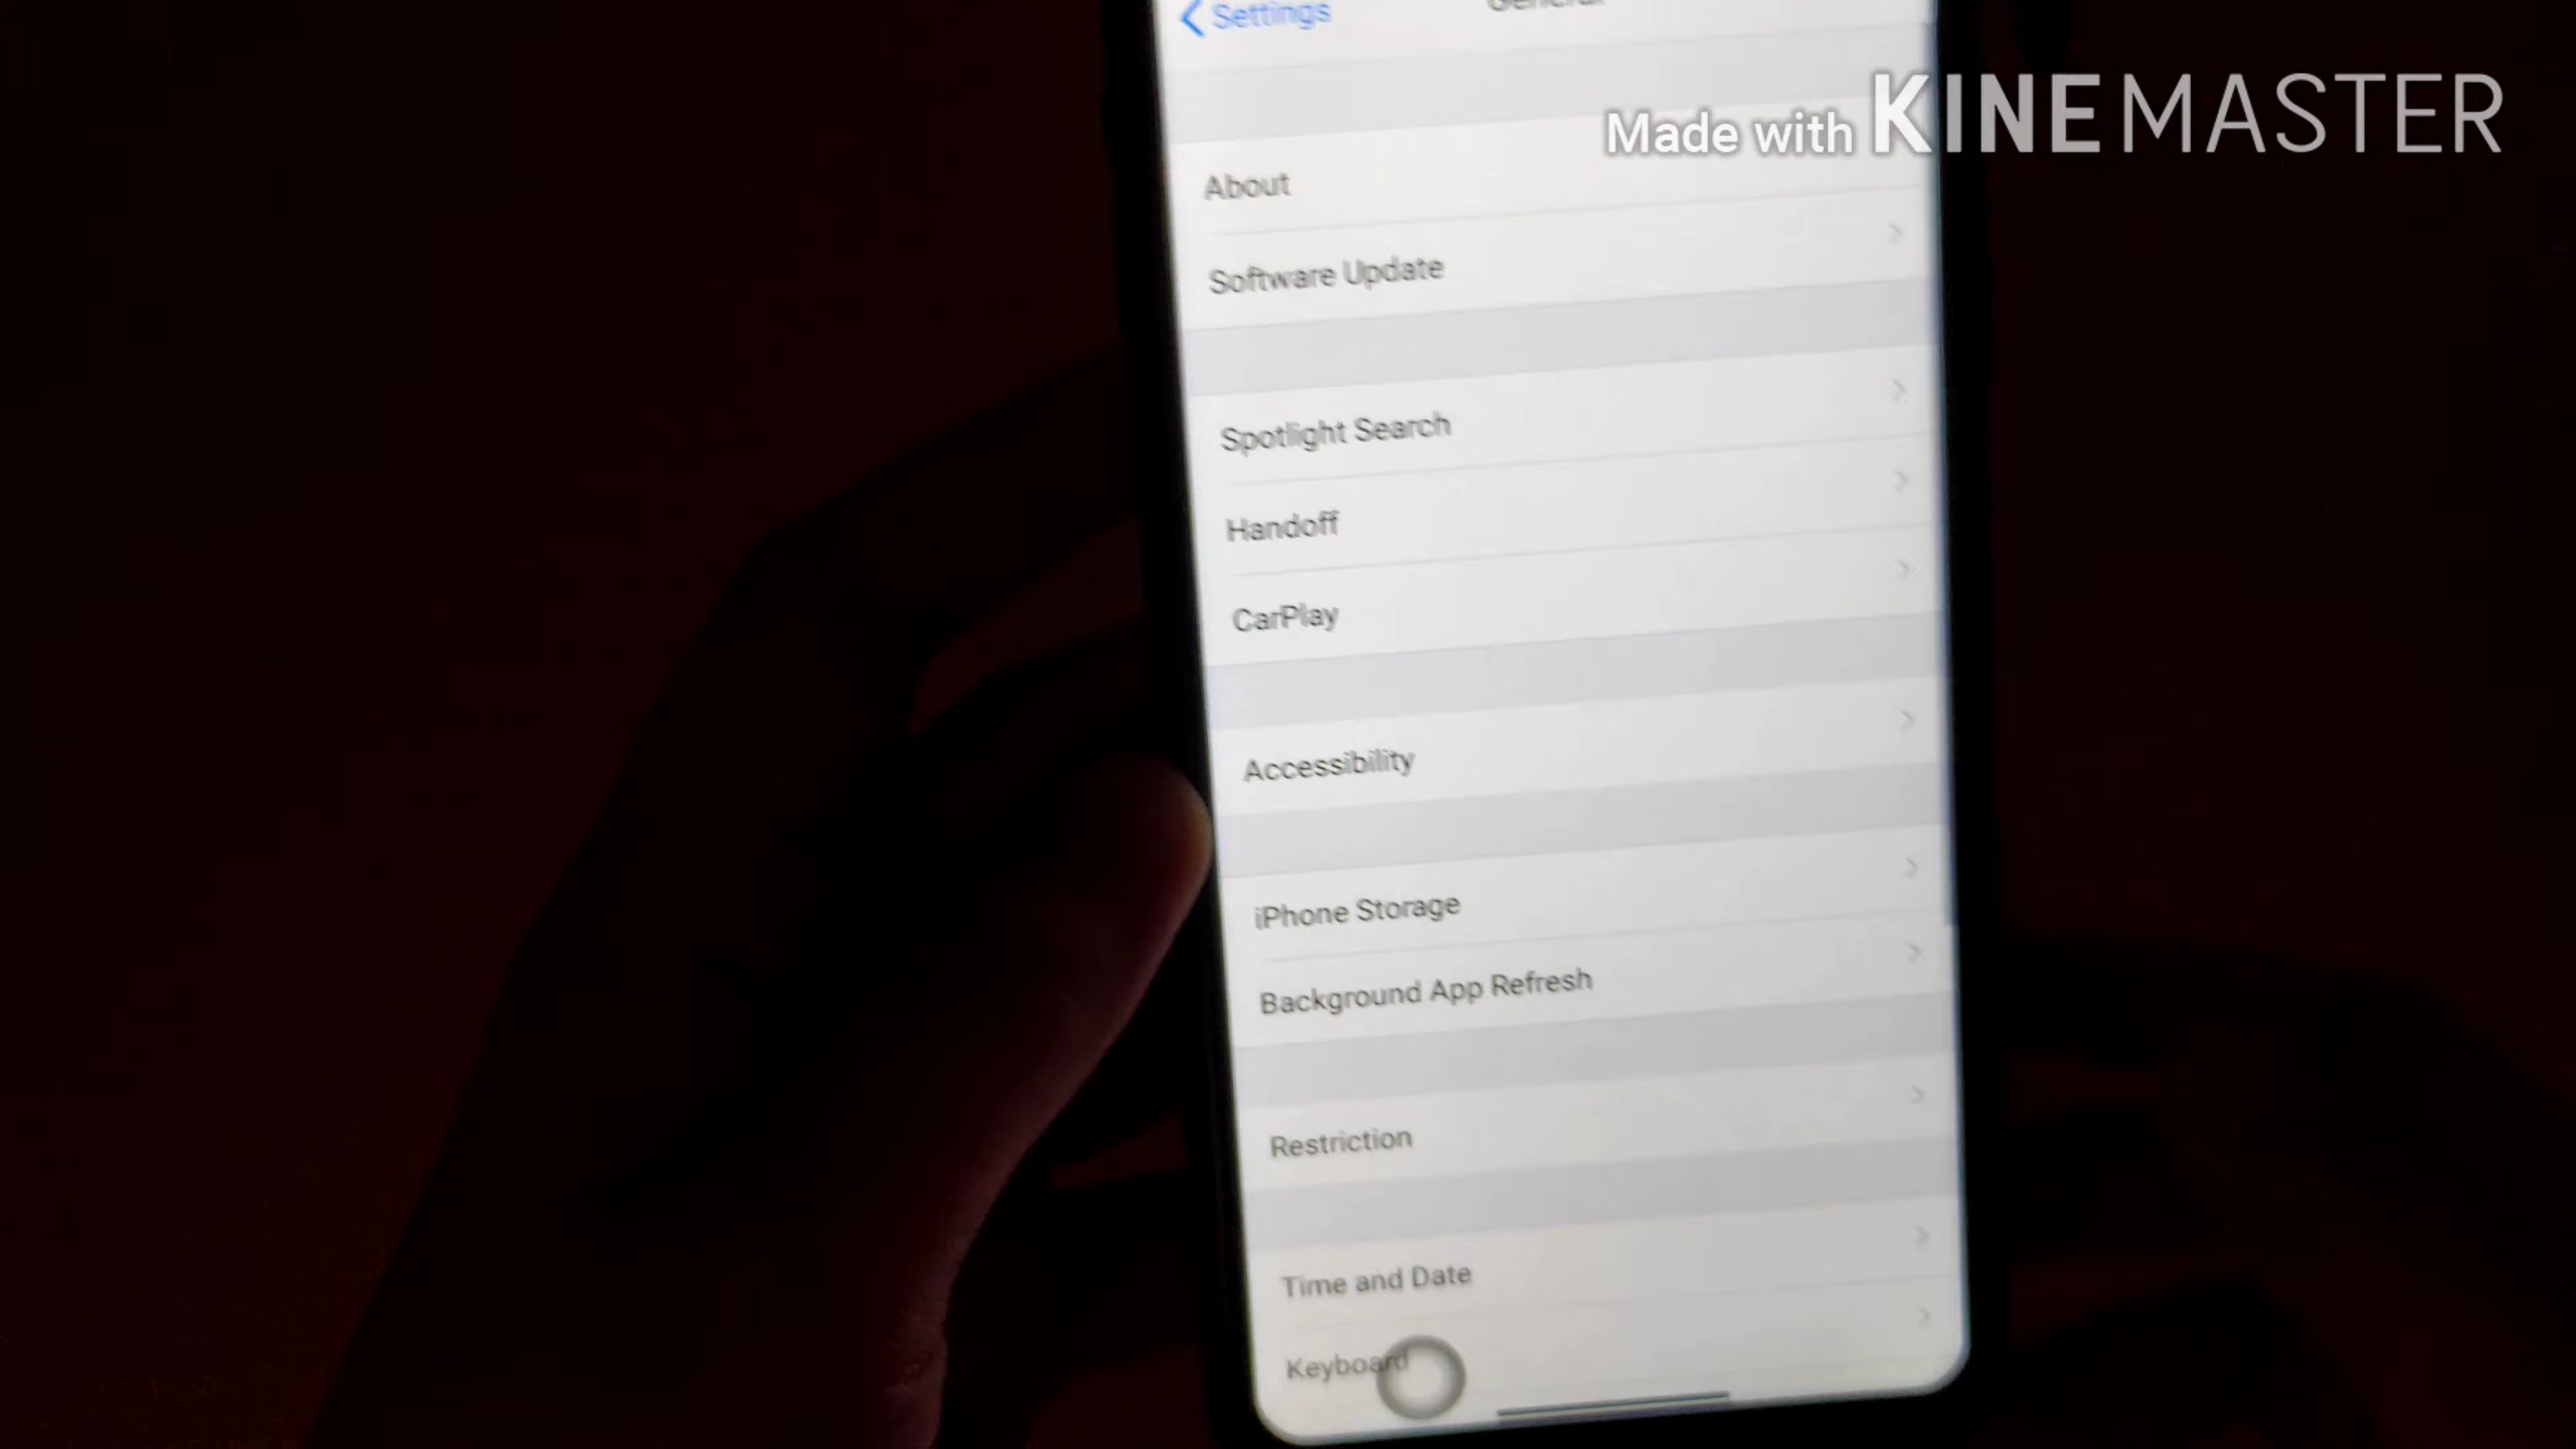 Settings
General
Made with KINEMASTER
About
Software Update
Spotlight Search
Handoff
CarPlay
Accessibility
iPhone Storage
Background App Refresh
Restriction
Time and Date
Keyboard